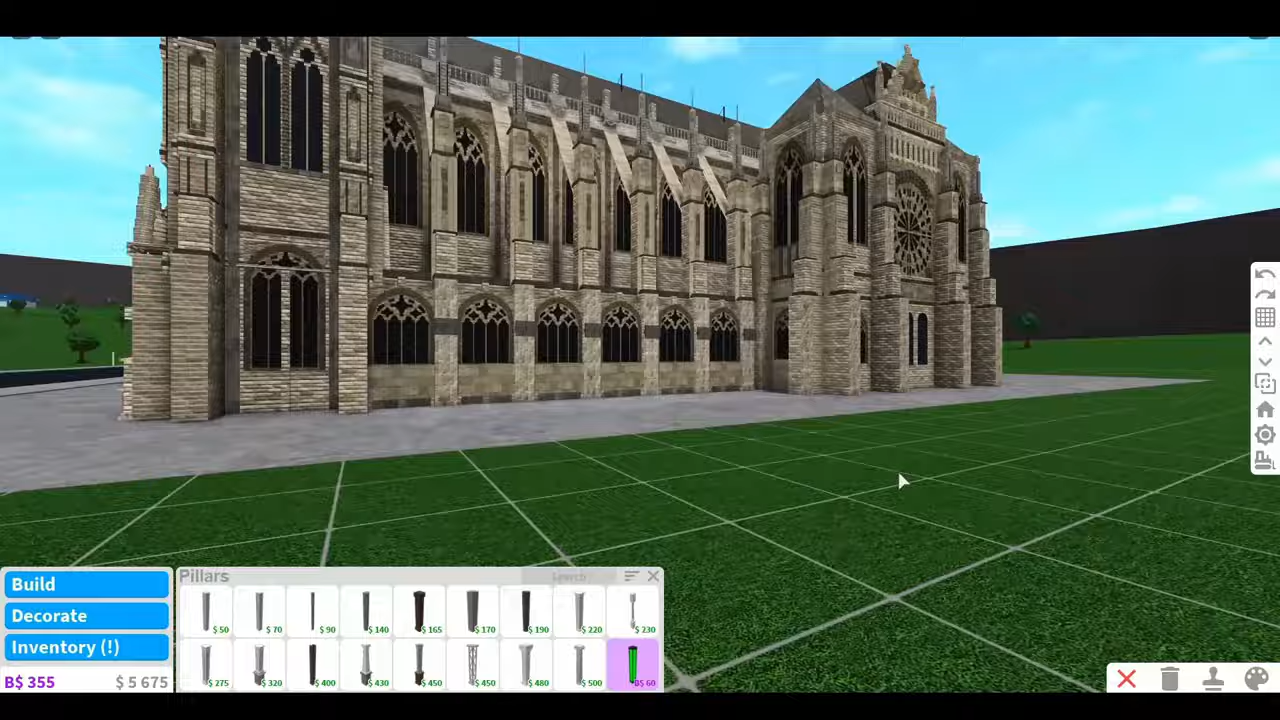 Pillars
Search
$ 50
$ 70
$ 90
$ 140
$ 165
$ 170
$ 190
$ 220
$ 230
$ 275
$ 320
$ 400
$ 430
$ 450
$ 450
$ 480
$ 500
B$ 60
Build
Decorate
Inventory (!)
B$ 355
$ 5 675